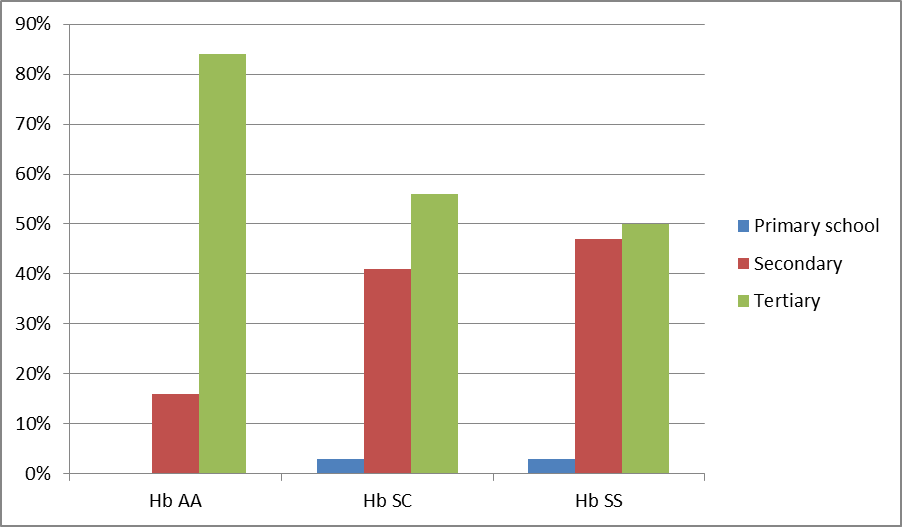 90%
80%
70%
60%
50%
40%
30%
20%
10%
0%
Hb AA
Hb SC
Hb SS
Primary school
Secondary
Tertiary